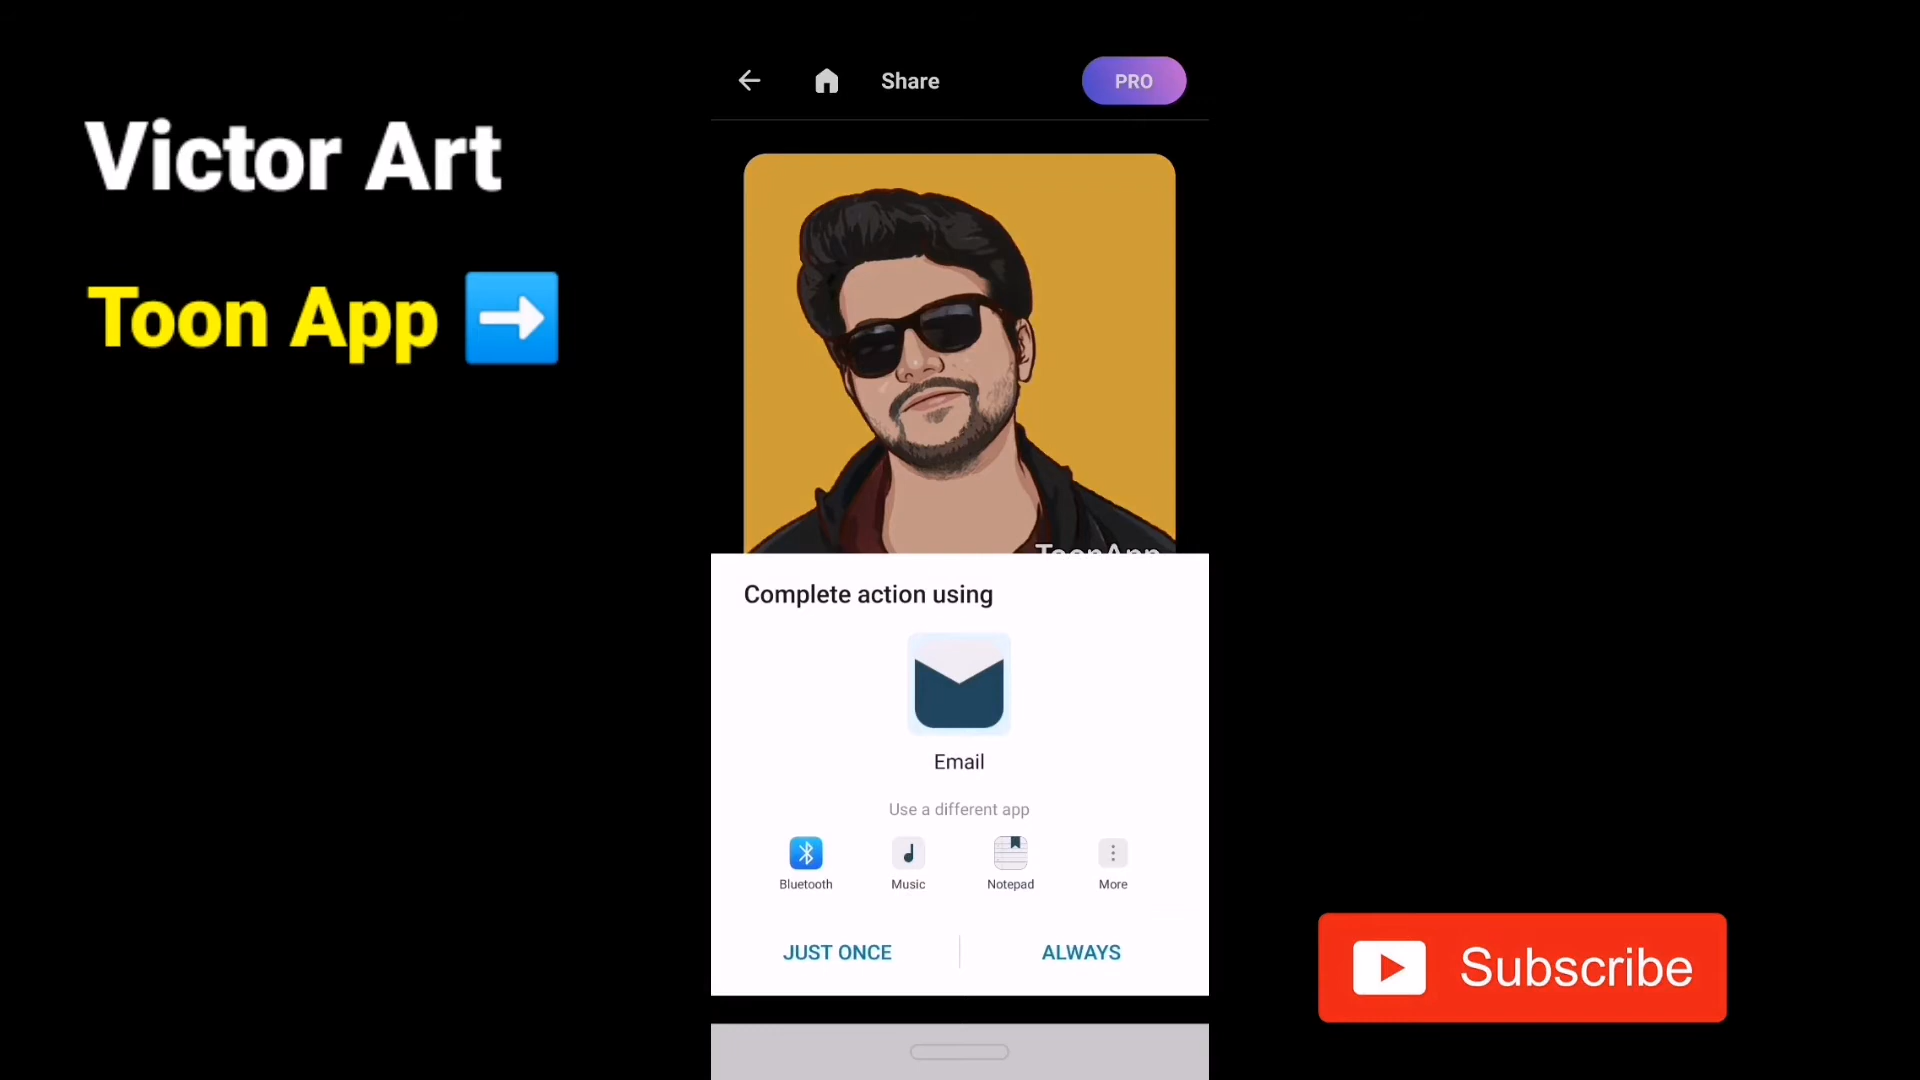 Victor Art
Toon App ➡️
Share
PRO
ToonApp
Complete action using
Email
Use a different app
Bluetooth
Music
Notepad
More
JUST ONCE
ALWAYS
Subscribe